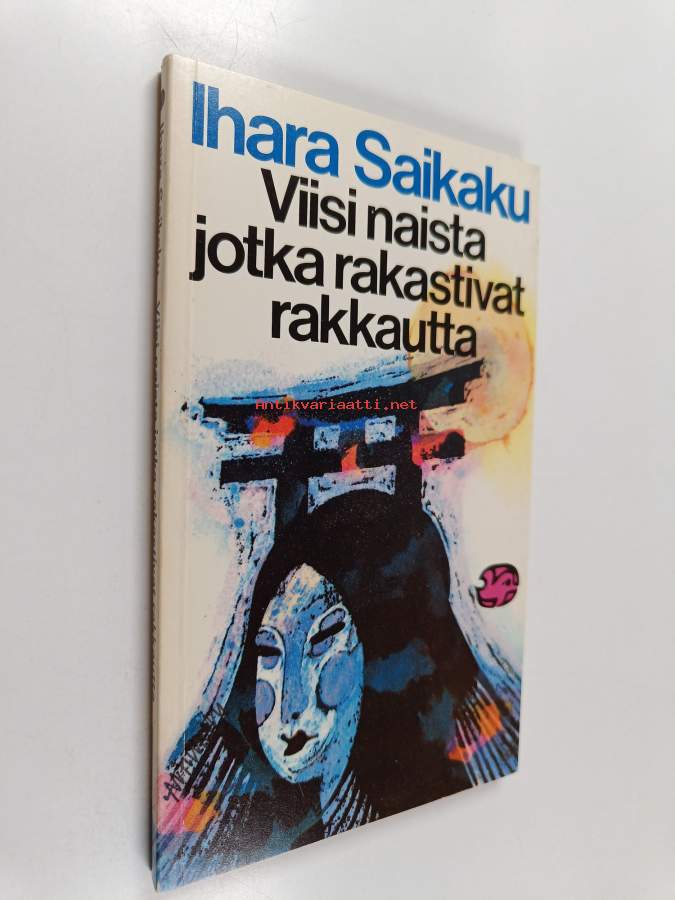 Ihara Saikaku
Viisi naista
jotka rakastivat
rakkautta
Antikvariaatti.net